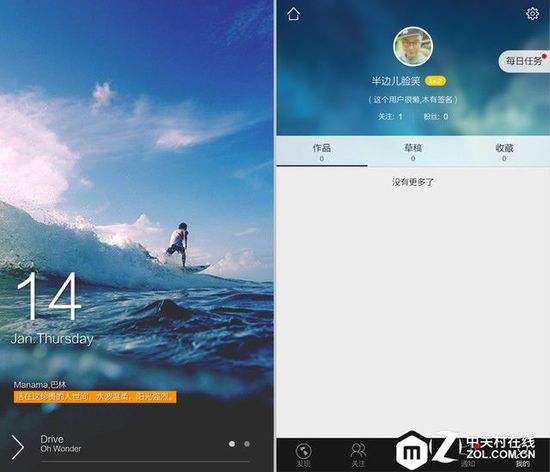 14
Jan.Thursday
Manama,巴林
活在这珍贵的人世间，水波温柔，阳光强烈。
Drive
Oh Wonder
每日任务
半边儿脸笑 Lv.2
( 这个用户很懒,木有签名 )
关注: 1 粉丝: 0
作品 草稿 收藏
0 0 0
没有更多了
发现 关注 通知 我的
中关村在线
ZOL.COM.CN